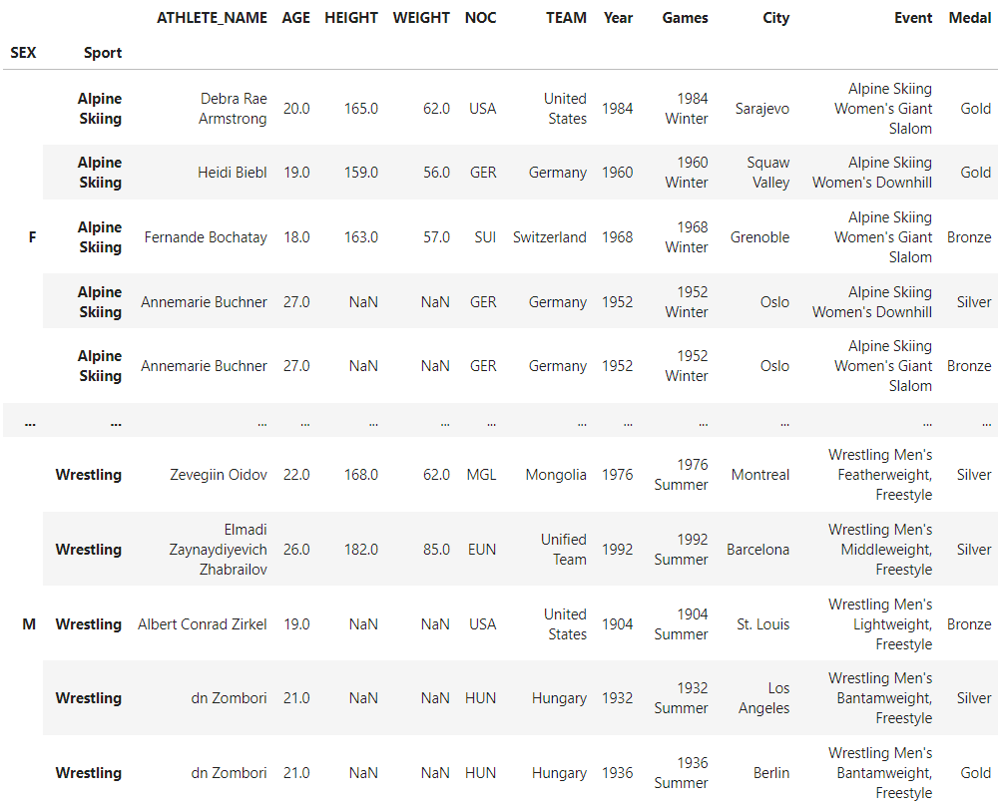 ATHLETE_NAME AGE HEIGHT WEIGHT NOC TEAM Year Games City Event Medal
SEX Sport
Alpine Skiing Debra Rae Armstrong 20.0 165.0 62.0 USA United States 1984 1984 Winter Sarajevo Alpine Skiing Women's Giant Slalom Gold
Alpine Skiing Heidi Biebl 19.0 159.0 56.0 GER Germany 1960 1960 Winter Squaw Valley Alpine Skiing Women's Downhill Gold
F Alpine Skiing Fernande Bochatay 18.0 163.0 57.0 SUI Switzerland 1968 1968 Winter Grenoble Alpine Skiing Women's Giant Slalom Bronze
Alpine Skiing Annemarie Buchner 27.0 NaN NaN GER Germany 1952 1952 Winter Oslo Alpine Skiing Women's Downhill Silver
Alpine Skiing Annemarie Buchner 27.0 NaN NaN GER Germany 1952 1952 Winter Oslo Alpine Skiing Women's Giant Slalom Bronze
... ... ... ... ... ... ... ... ... ... ... ... ...
Wrestling Zevegiin Oidov 22.0 168.0 62.0 MGL Mongolia 1976 1976 Summer Montreal Wrestling Men's Featherweight, Freestyle Silver
Wrestling Elmadi Zaynaydiyevich Zhabrailov 26.0 182.0 85.0 EUN Unified Team 1992 1992 Summer Barcelona Wrestling Men's Middleweight, Freestyle Silver
M Wrestling Albert Conrad Zirkel 19.0 NaN NaN USA United States 1904 1904 Summer St. Louis Wrestling Men's Lightweight, Freestyle Bronze
Wrestling dn Zombori 21.0 NaN NaN HUN Hungary 1932 1932 Summer Los Angeles Wrestling Men's Bantamweight, Freestyle Silver
Wrestling dn Zombori 21.0 NaN NaN HUN Hungary 1936 1936 Summer Berlin Wrestling Men's Bantamweight, Freestyle Gold